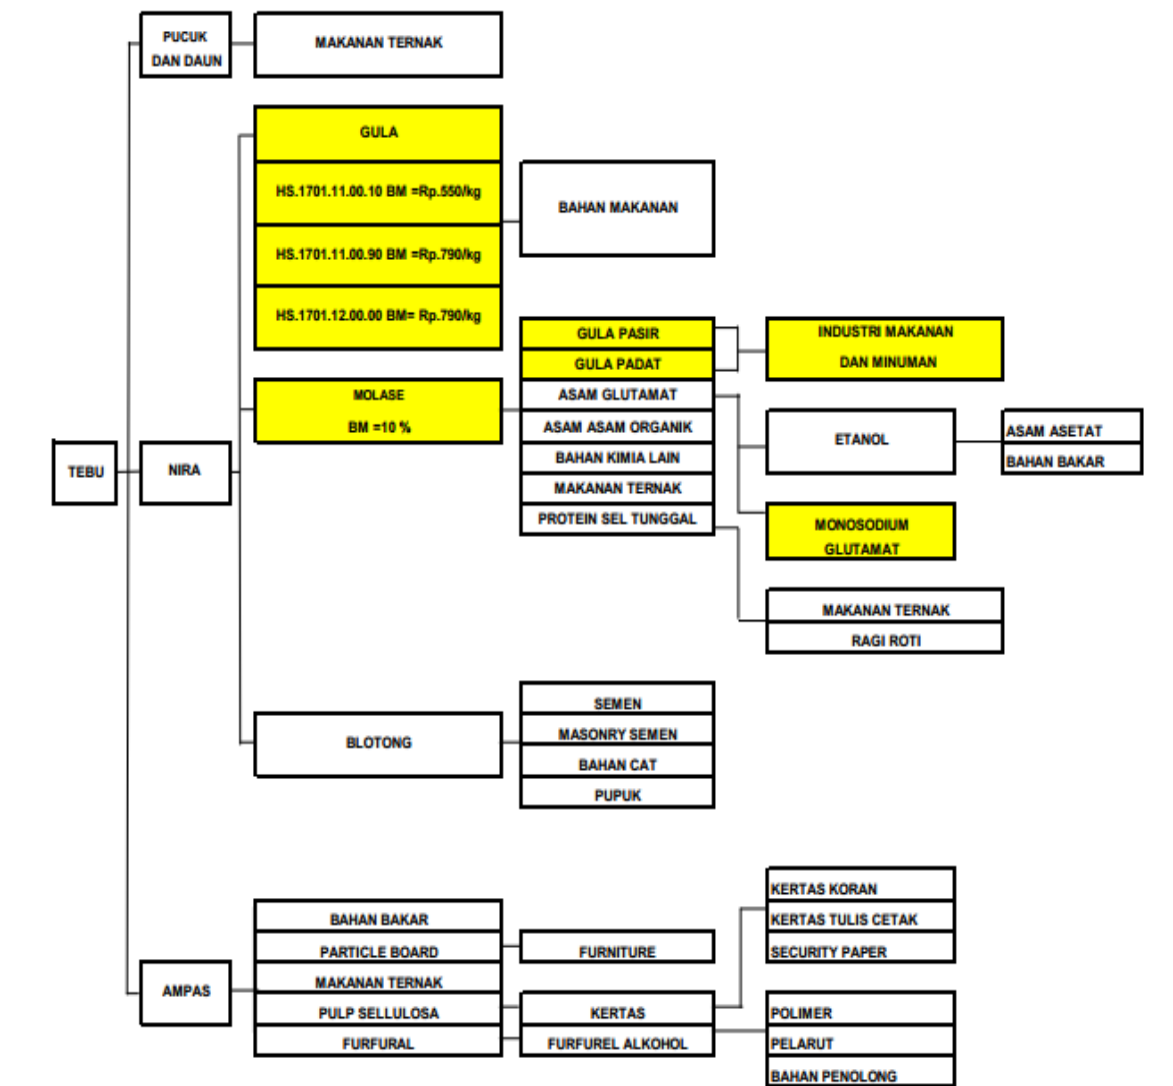 PUCUK
DAN DAUN
MAKANAN TERNAK
GULA
HS.1701.11.00.10 BM =Rp.550/kg
BAHAN MAKANAN
HS.1701.11.00.90 BM =Rp.790/kg
HS.1701.12.00.00 BM= Rp.790/kg
GULA PASIR
GULA PADAT
INDUSTRI MAKANAN
DAN MINUMAN
MOLASE
BM =10 %
ASAM GLUTAMAT
ASAM ASAM ORGANIK
BAHAN KIMIA LAIN
MAKANAN TERNAK
PROTEIN SEL TUNGGAL
ETANOL
ASAM ASETAT
BAHAN BAKAR
TEBU
NIRA
MONOSODIUM
GLUTAMAT
MAKANAN TERNAK
RAGI ROTI
BLOTONG
SEMEN
MASONRY SEMEN
BAHAN CAT
PUPUK
AMPAS
BAHAN BAKAR
PARTICLE BOARD
MAKANAN TERNAK
PULP SELLULOSA
FURFURAL
FURNITURE
KERTAS
FURFUREL ALKOHOL
KERTAS KORAN
KERTAS TULIS CETAK
SECURITY PAPER
POLIMER
PELARUT
BAHAN PENOLONG